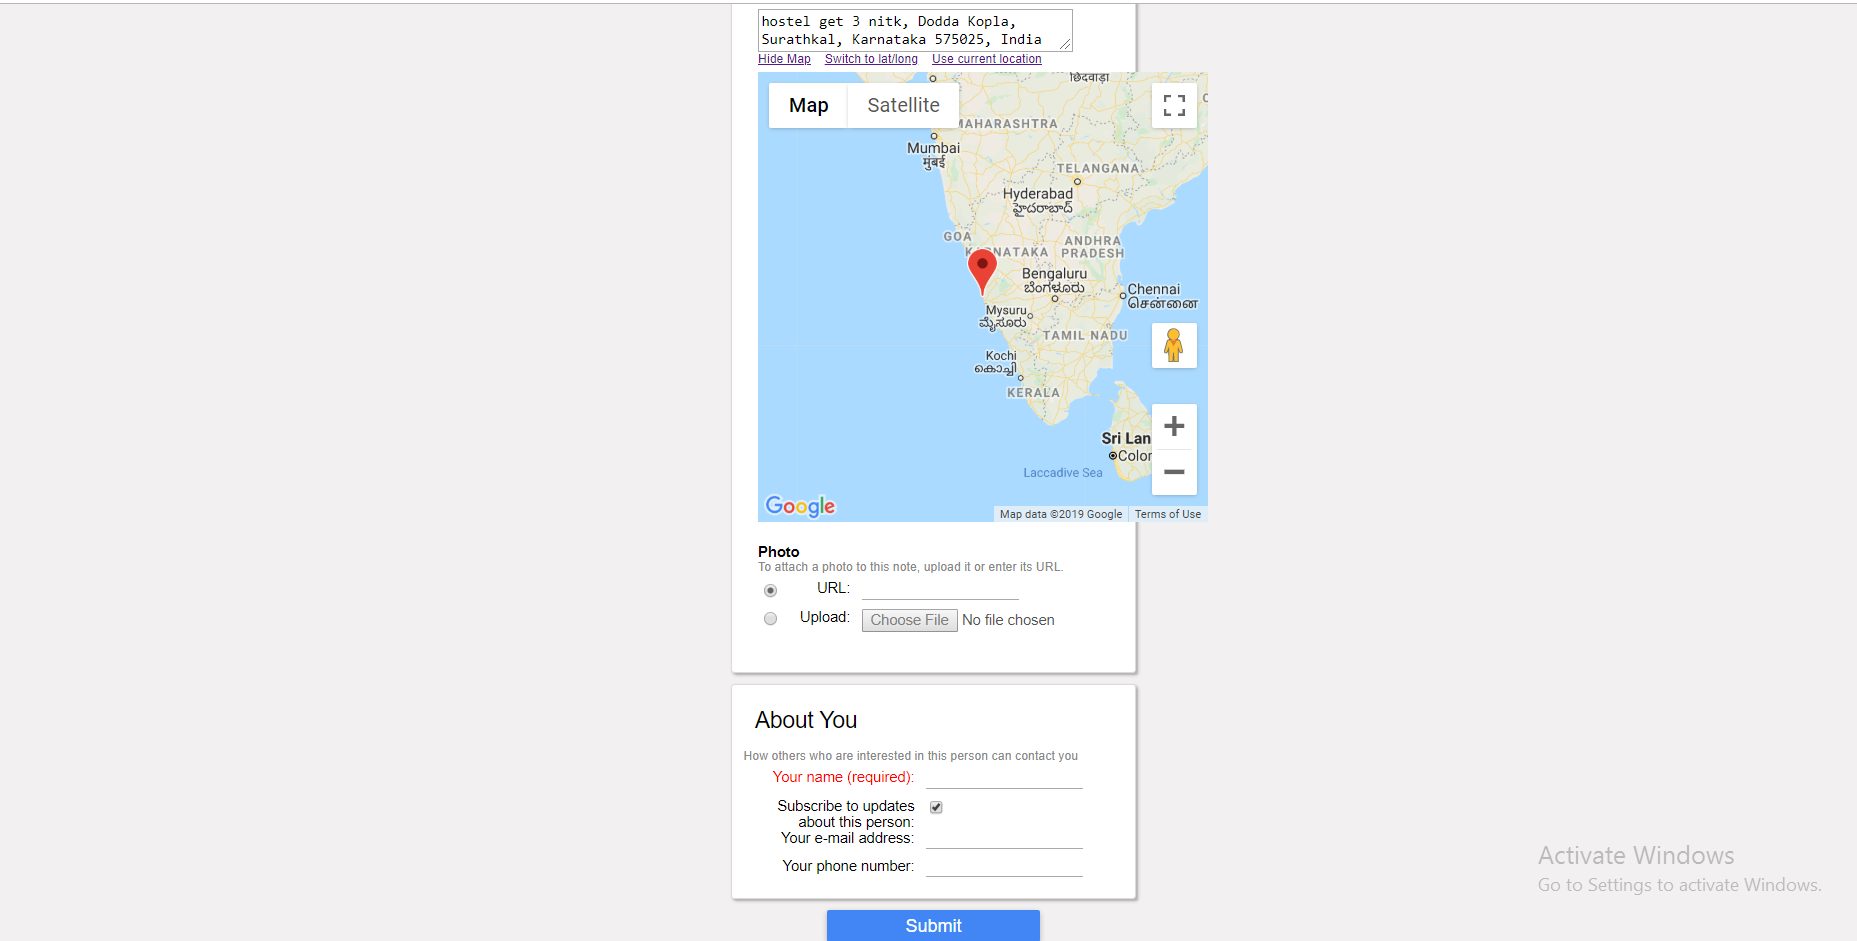 hostel get 3 nitk, Dodda Kopla,
Surathkal, Karnataka 575025, India
Hide Map Switch to lat/long Use current location
छिंदवाड़ा
Map Satellite
MAHARASHTRA
Mumbai
मुंबई
TELANGANA
Hyderabad
హైదరాబాద్
GOA
ANDHRA
PRADESH
Bengaluru
ಬೆಂಗಳೂರು
Chennai
சென்னை
Mysuru
ಮೈಸೂರು
TAMIL NADU
Kochi
കൊച്ചി
KERALA
Sri Lan
Color
Laccadive Sea
Google
Map data ©2019 Google Terms of Use
Photo
To attach a photo to this note, upload it or enter its URL.
URL:
Upload: Choose File No file chosen
About You
How others who are interested in this person can contact you
Your name (required):
Subscribe to updates
about this person:
Your e-mail address:
Your phone number:
Submit
Activate Windows
Go to Settings to activate Windows.